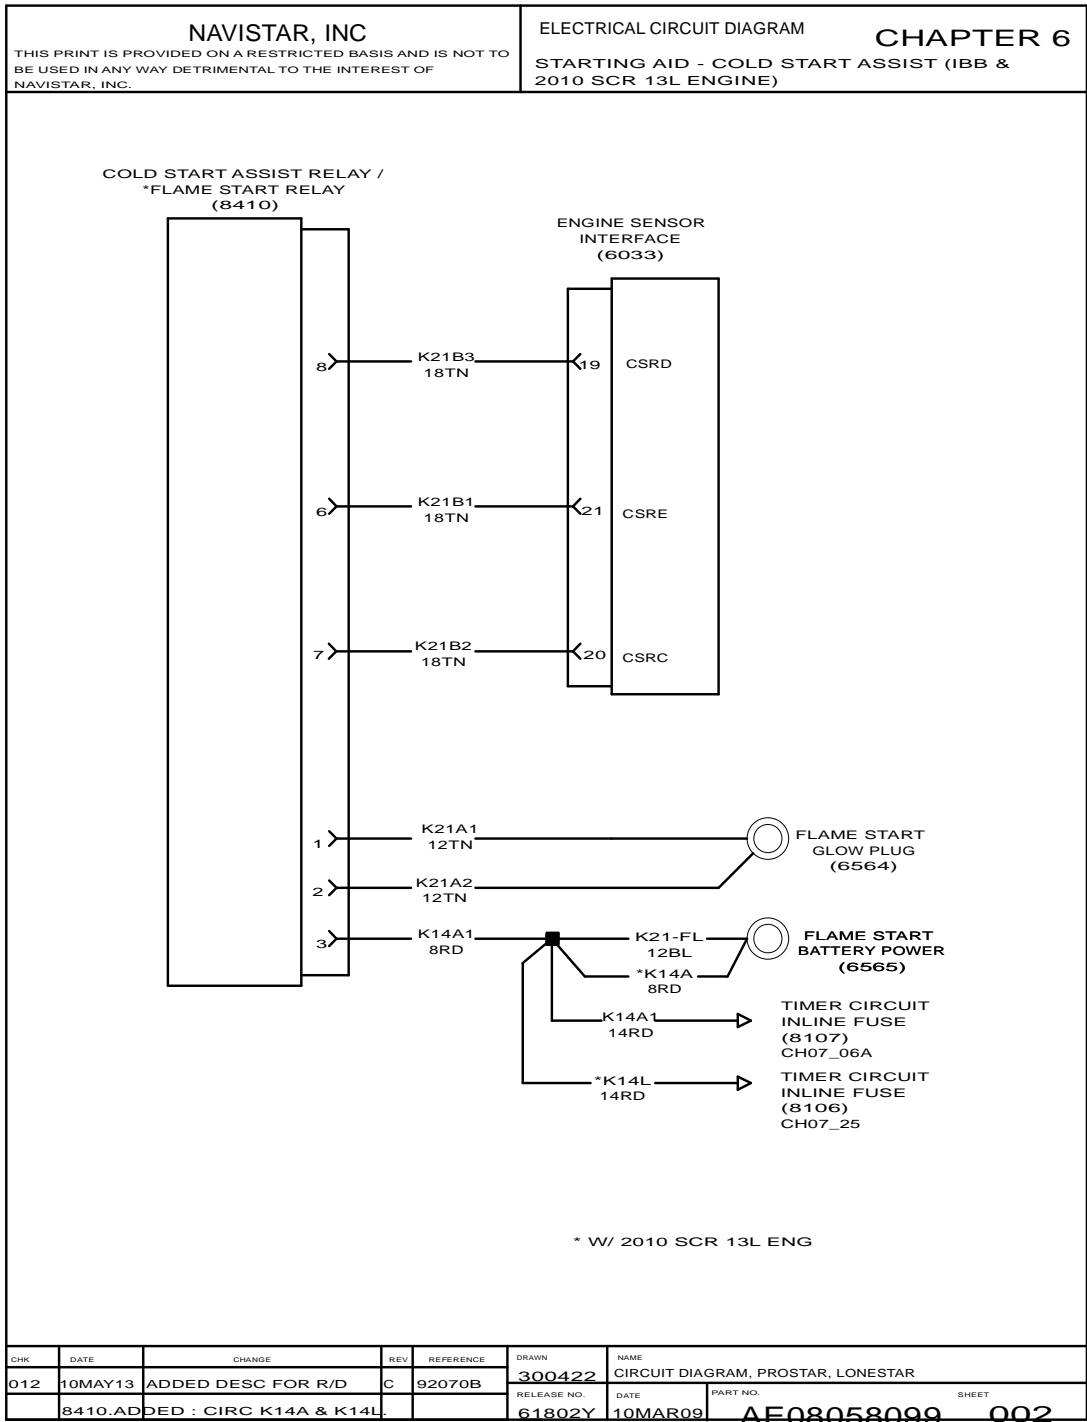 NAVISTAR, INC
THIS PRINT IS PROVIDED ON A RESTRICTED BASIS AND IS NOT TO
BE USED IN ANY WAY DETRIMENTAL TO THE INTEREST OF
NAVISTAR, INC.
ELECTRICAL CIRCUIT DIAGRAM
CHAPTER 6
STARTING AID - COLD START ASSIST (IBB &
2010 SCR 13L ENGINE)
COLD START ASSIST RELAY /
*FLAME START RELAY
(8410)
ENGINE SENSOR
INTERFACE
(6033)
8
K21B3
18TN
19
CSRD
6
K21B1
18TN
21
CSRE
7
K21B2
18TN
20
CSRC
1
K21A1
12TN
FLAME START
GLOW PLUG
(6564)
2
K21A2
12TN
3
K14A1
8RD
K21-FL
12BL
*K14A
8RD
FLAME START
BATTERY POWER
(6565)
K14A1
14RD
TIMER CIRCUIT
INLINE FUSE
(8107)
CH07_06A
*K14L
14RD
TIMER CIRCUIT
INLINE FUSE
(8106)
CH07_25
* W/ 2010 SCR 13L ENG
CHK DATE CHANGE REV REFERENCE
012 10MAY13 ADDED DESC FOR R/D C 92070B
8410.ADDED : CIRC K14A & K14L.
DRAWN
300422
NAME
CIRCUIT DIAGRAM, PROSTAR, LONESTAR
RELEASE NO.
61802Y
DATE
10MAR09
PART NO.
AE08058099
SHEET
002